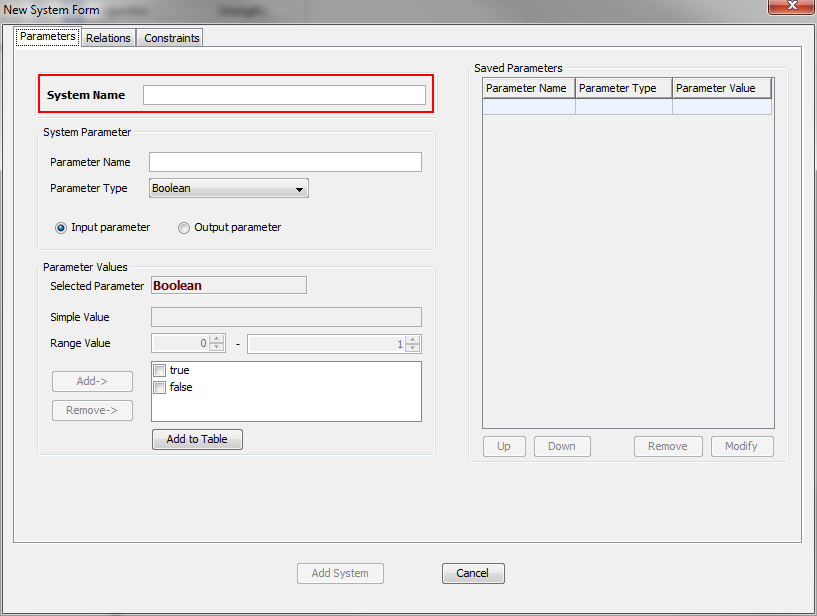 New System Form
Parameters Relations Constraints
System Name
System Parameter
Parameter Name
Parameter Type Boolean
Input parameter Output parameter
Parameter Values
Selected Parameter Boolean
Simple Value
Range Value 0 - 1
true
false
Add->
Remove->
Add to Table
Saved Parameters
Parameter Name Parameter Type Parameter Value
Up Down Remove Modify
Add System Cancel